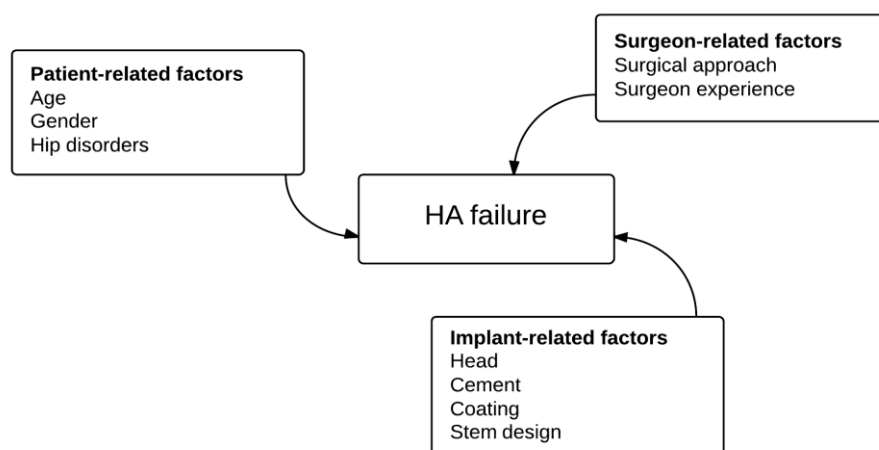 Patient-related factors
Age
Gender
Hip disorders
Surgeon-related factors
Surgical approach
Surgeon experience
HA failure
Implant-related factors
Head
Cement
Coating
Stem design